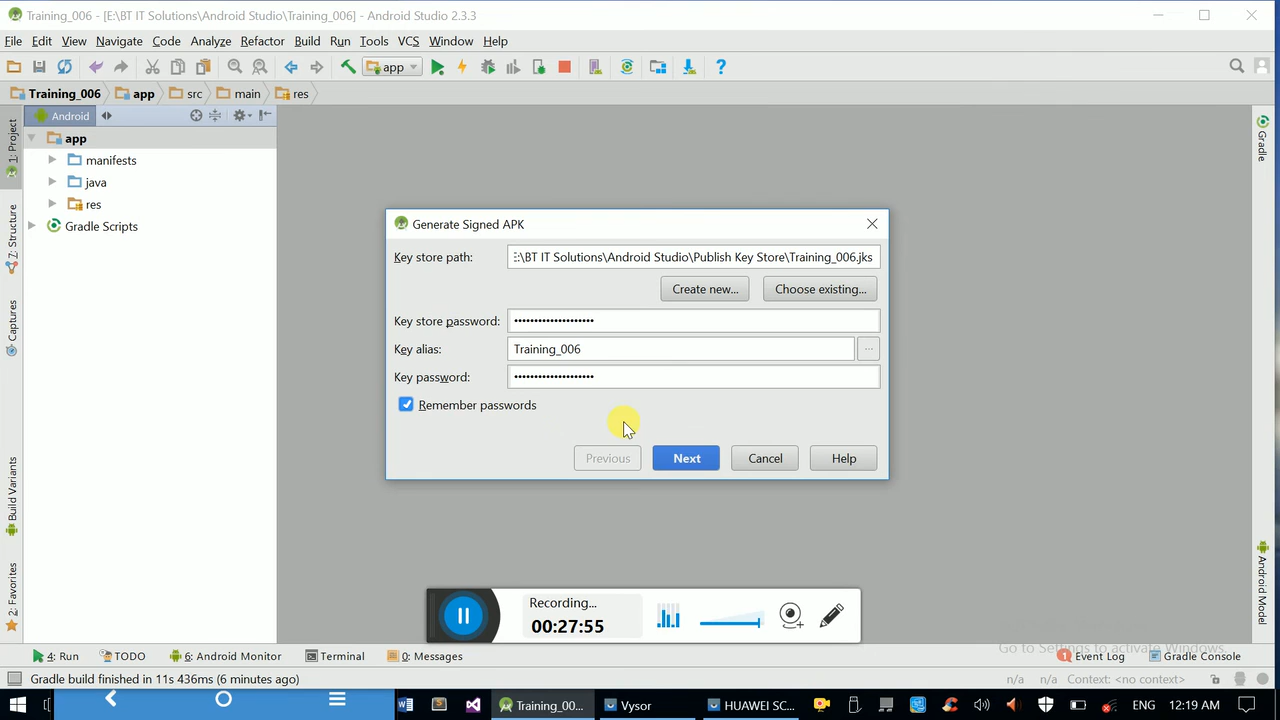 Training_006 - [E:\BT IT Solutions\Android Studio\Training_006] - Android Studio 2.3.3
File Edit View Navigate Code Analyze Refactor Build Run Tools VCS Window Help
app
Training_006 app src main res
1: Project
Android
app
manifests
java
res
Gradle Scripts
7: Structure
Captures
Build Variants
2: Favorites
Gradle
Android Model
Generate Signed APK
Key store path: E:\BT IT Solutions\Android Studio\Publish Key Store\Training_006.jks
Create new... Choose existing...
Key store password: ••••••••••••••••••••
Key alias: Training_006 ...
Key password: ••••••••••••••••••••
Remember passwords
Previous Next Cancel Help
Recording...
00:27:55
Go to Settings to activate Windows.
4: Run TODO 6: Android Monitor Terminal 0: Messages 1 Event Log Gradle Console
Gradle build finished in 11s 436ms (6 minutes ago) n/a n/a Context: <no context>
Training_00... Vysor HUAWEI SC... ENG 12:19 AM